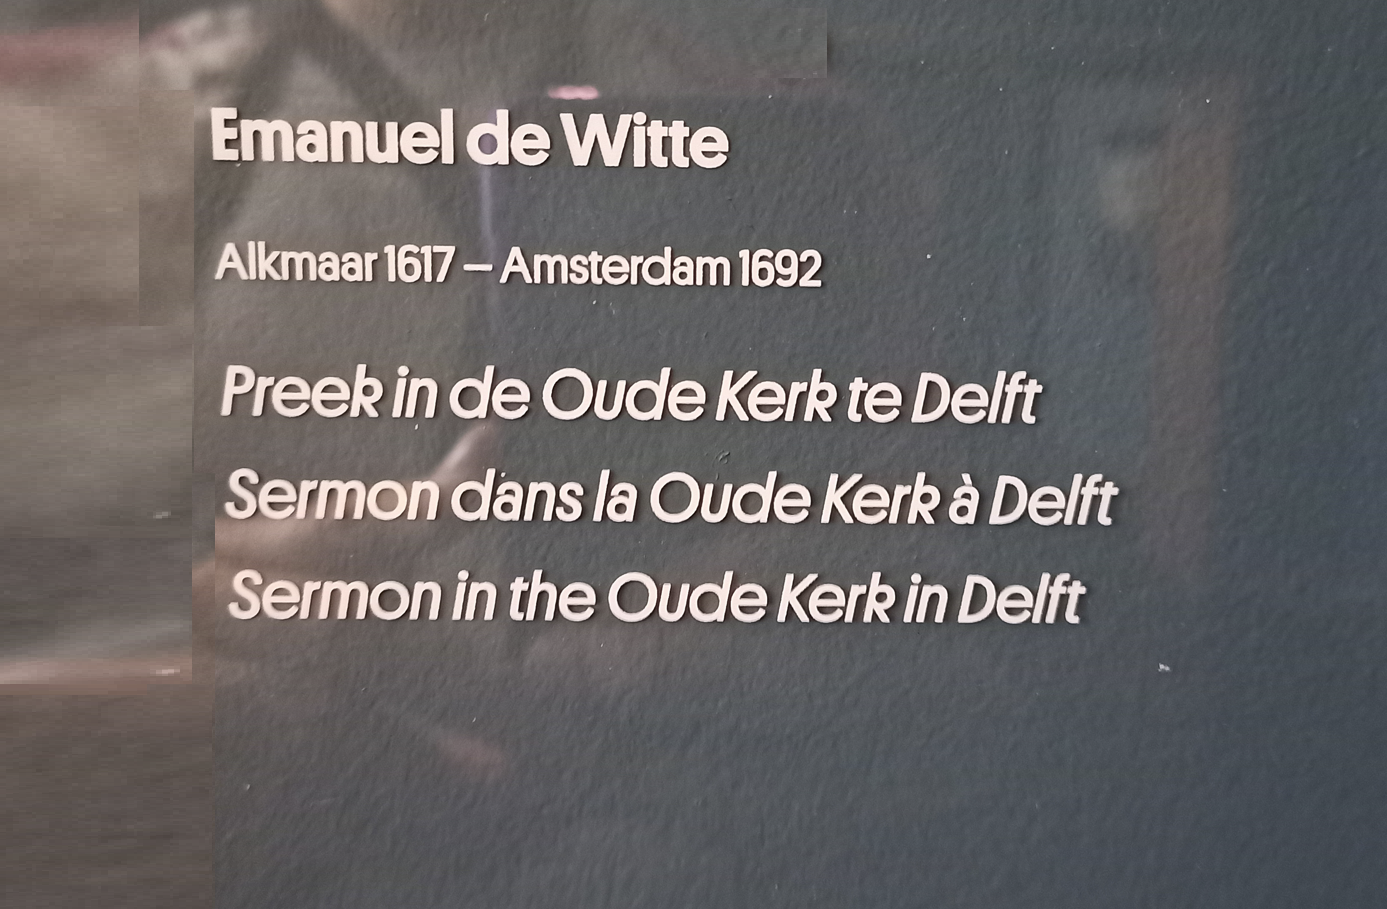 Emanuel de Witte
Alkmaar 1617 – Amsterdam 1692
Preek in de Oude Kerk te Delft
Sermon dans la Oude Kerk à Delft
Sermon in the Oude Kerk in Delft